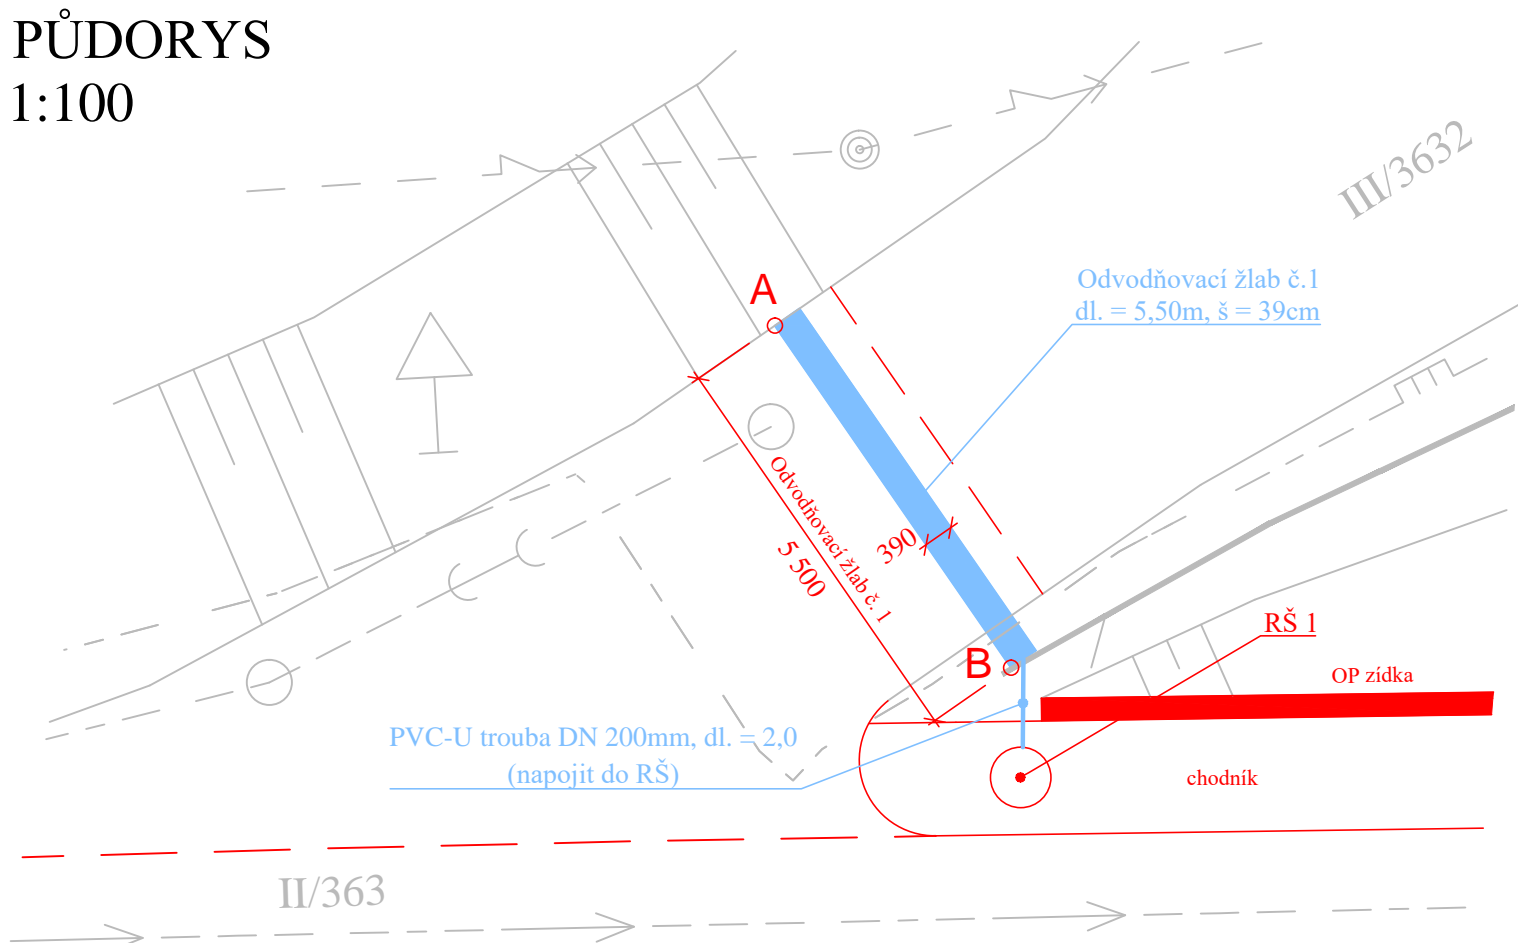 PŮDORYS
1:100
III/3632
A
Odvodňovací žlab č.1
dl. = 5,50m, š = 39cm
Odvodňovací žlab č. 1
5 500
390
RŠ 1
B
OP zídka
PVC-U trouba DN 200mm, dl. = 2,0
(napojit do RŠ)
chodník
II/363